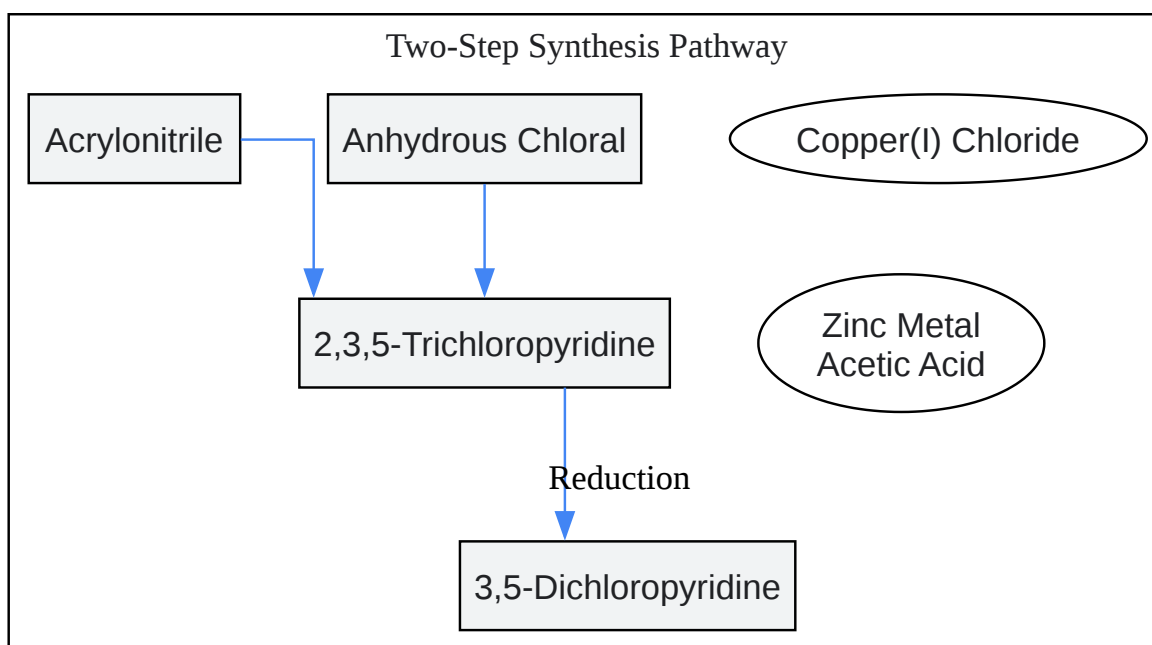 Two-Step Synthesis Pathway
Acrylonitrile
Anhydrous Chloral
Copper(I) Chloride
2,3,5-Trichloropyridine
Zinc Metal
Acetic Acid
Reduction
3,5-Dichloropyridine